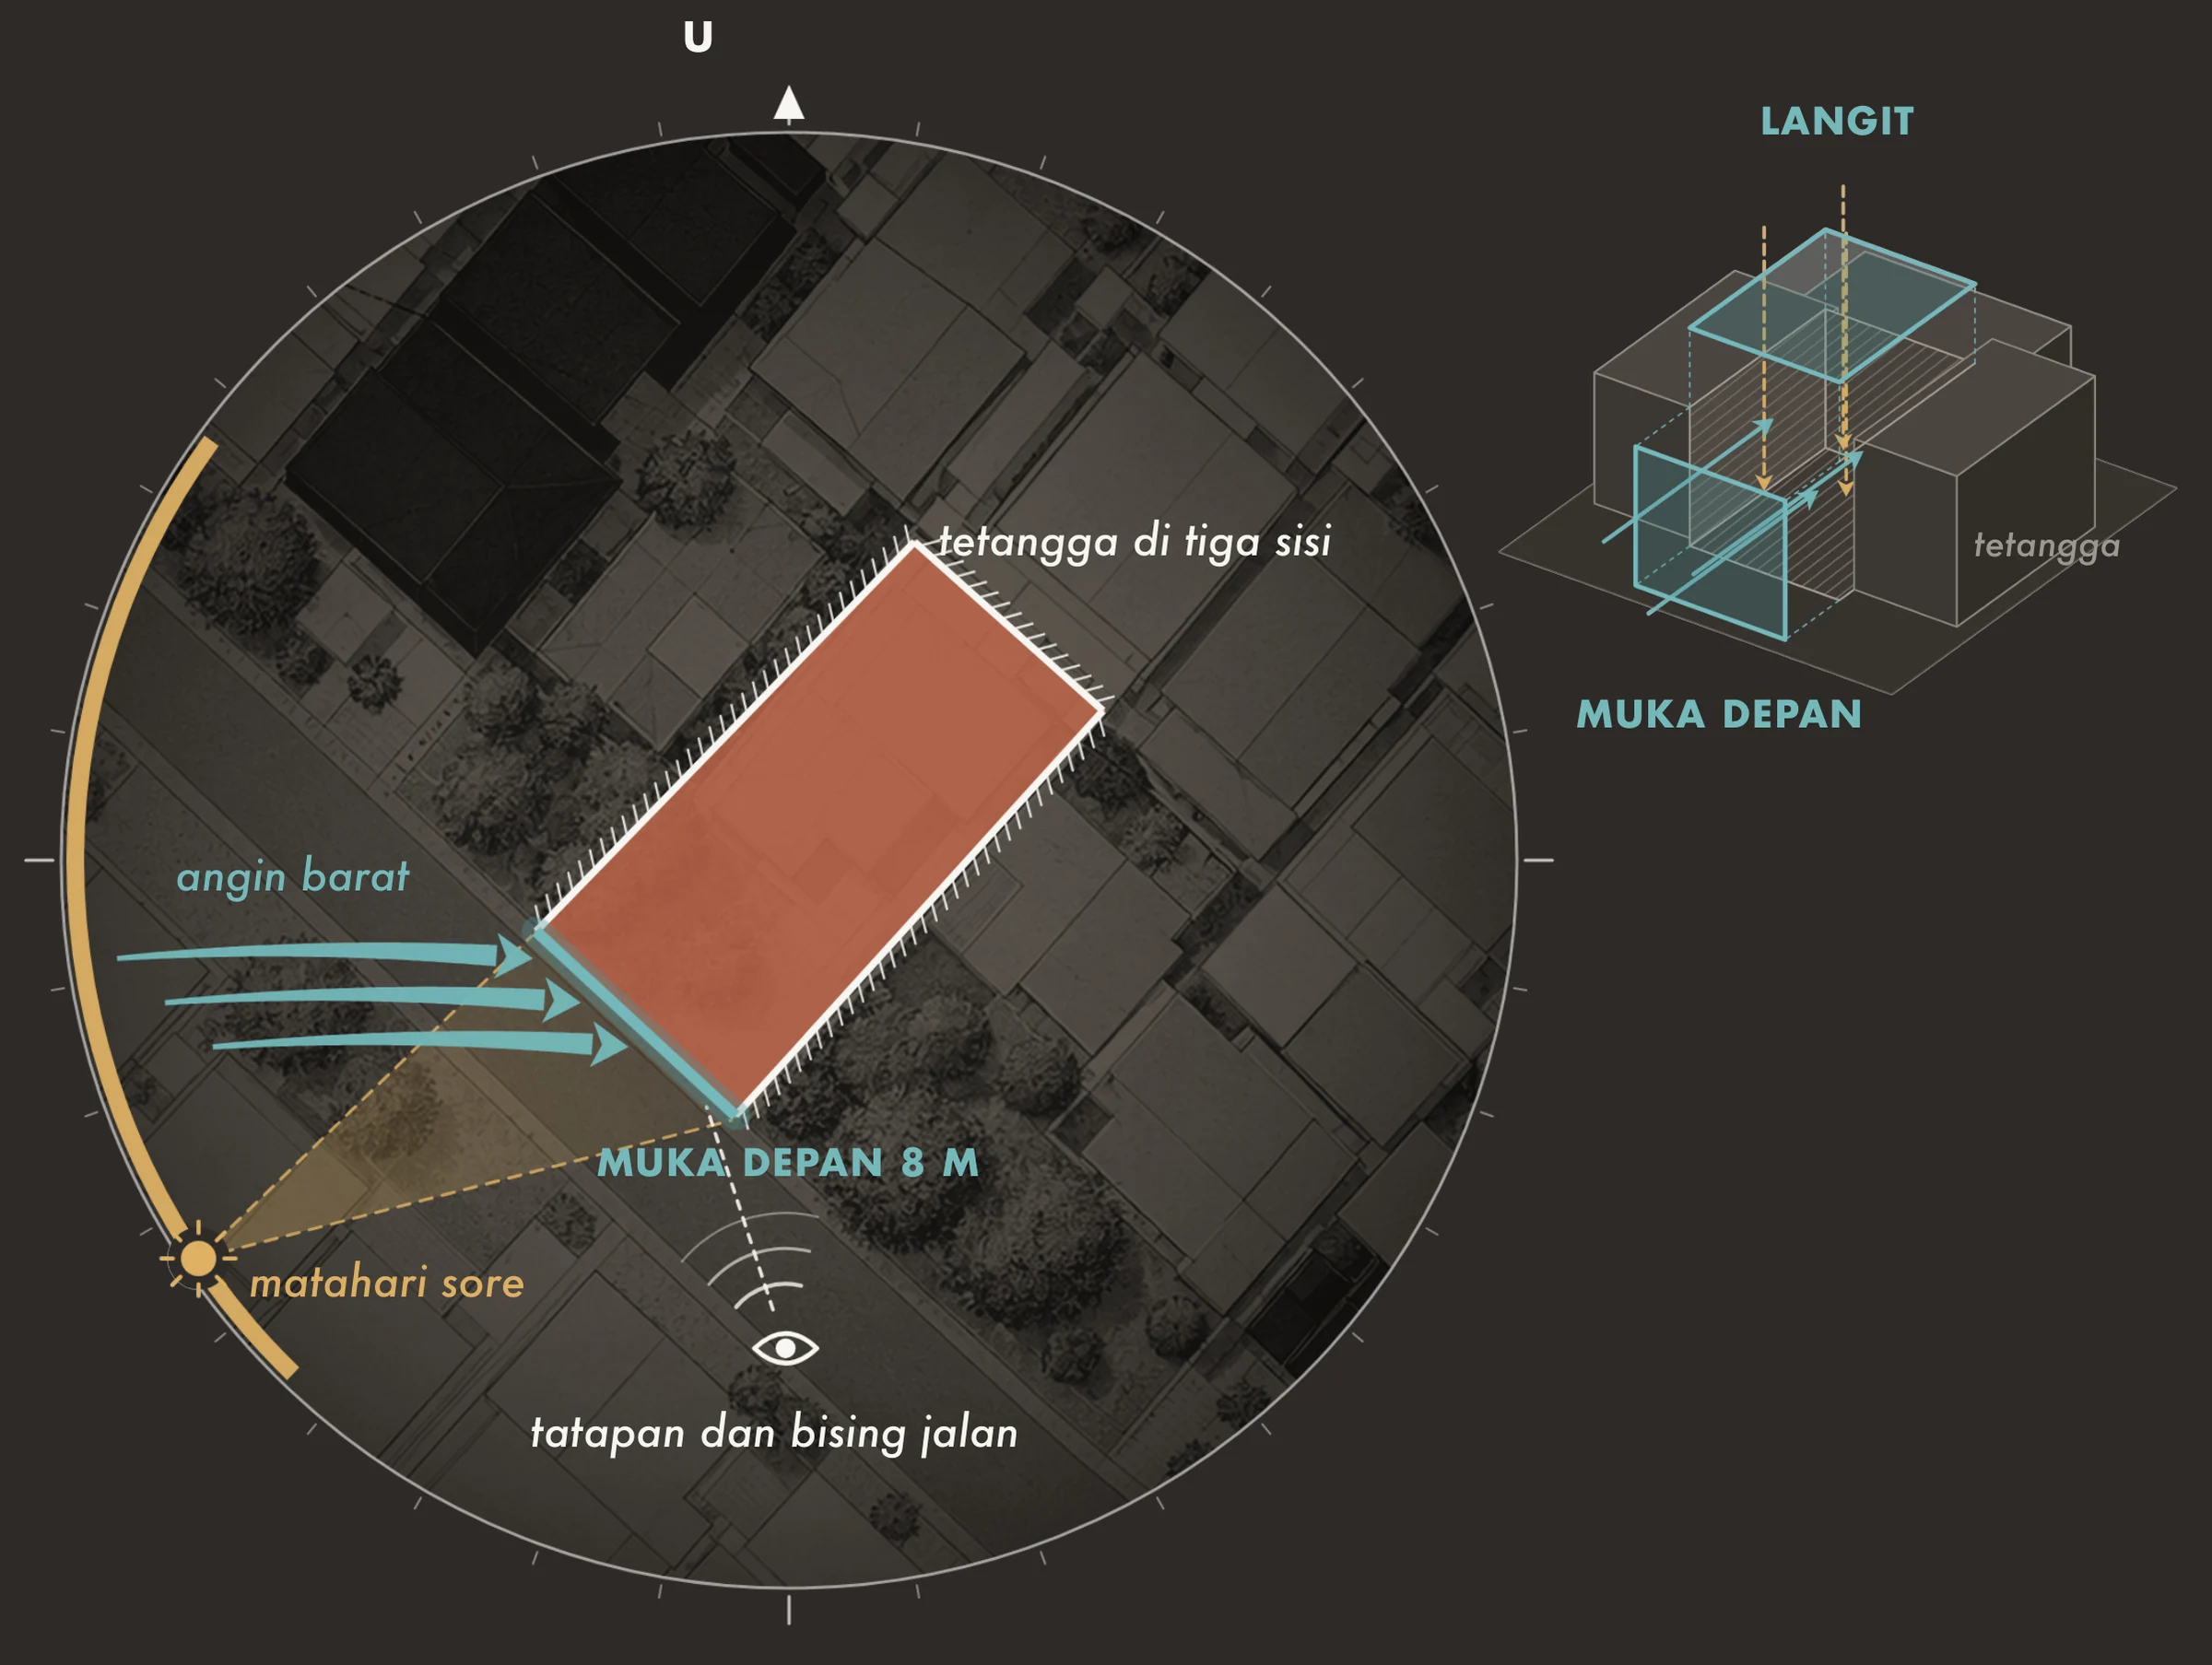 U
LANGIT
tetangga di tiga sisi
tetangga
MUKA DEPAN
angin barat
MUKA DEPAN 8 M
matahari sore
tatapan dan bising jalan